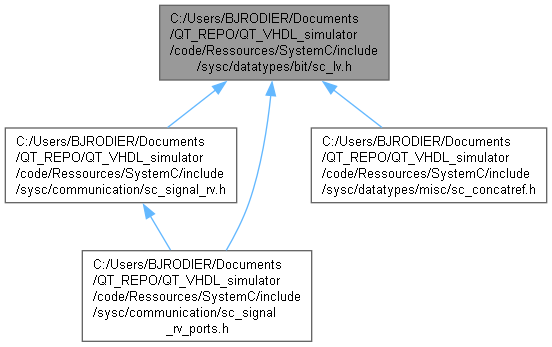 C:/Users/BJRODIER/Documents
/QT_REPO/QT_VHDL_simulator
/code/Ressources/SystemC/include
/sysc/datatypes/bit/sc_lv.h
C:/Users/BJRODIER/Documents
/QT_REPO/QT_VHDL_simulator
/code/Ressources/SystemC/include
/sysc/communication/sc_signal_rv.h
C:/Users/BJRODIER/Documents
/QT_REPO/QT_VHDL_simulator
/code/Ressources/SystemC/include
/sysc/datatypes/misc/sc_concatref.h
C:/Users/BJRODIER/Documents
/QT_REPO/QT_VHDL_simulator
/code/Ressources/SystemC/include
/sysc/communication/sc_signal
_rv_ports.h